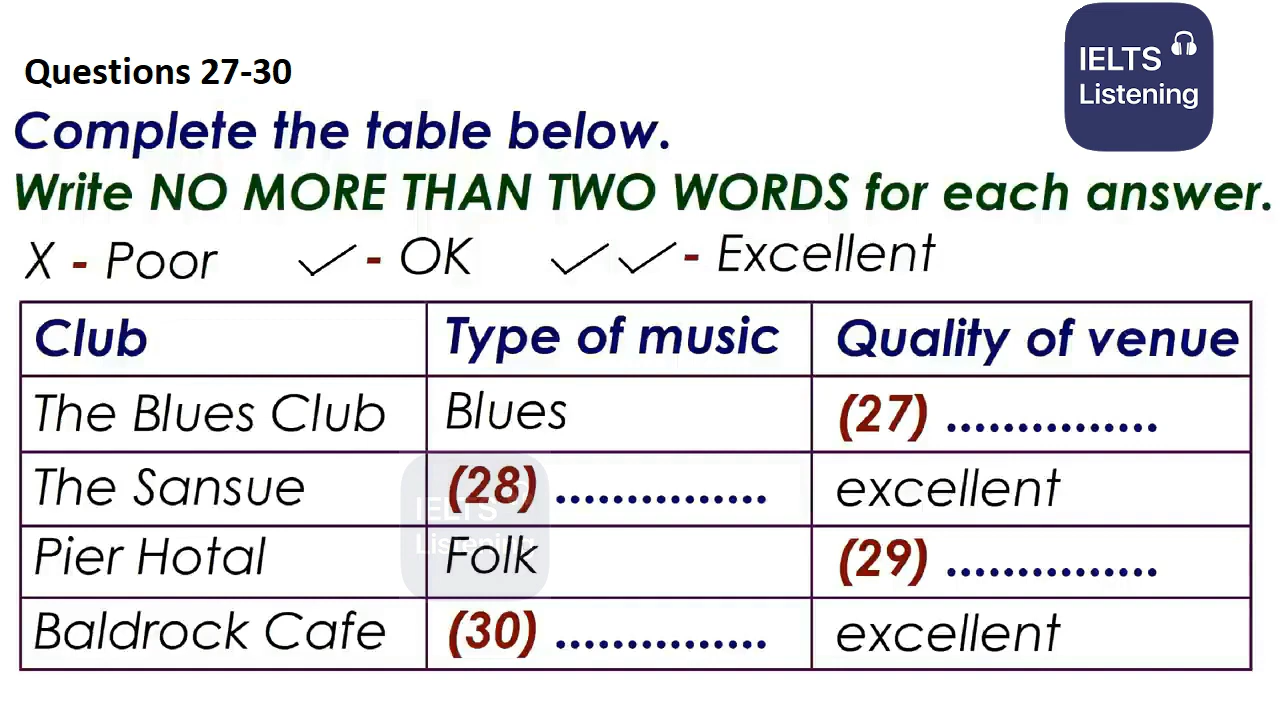 IELTS
Listening
Questions 27-30
Complete the table below.
Write NO MORE THAN TWO WORDS for each answer.
X - Poor ✓ - OK ✓ ✓ - Excellent
Club Type of music Quality of venue
The Blues Club Blues (27) ...............
The Sansue (28) ............... excellent
IELTS
Listening
Pier Hotal Folk (29) ...............
Baldrock Cafe (30) ............... excellent